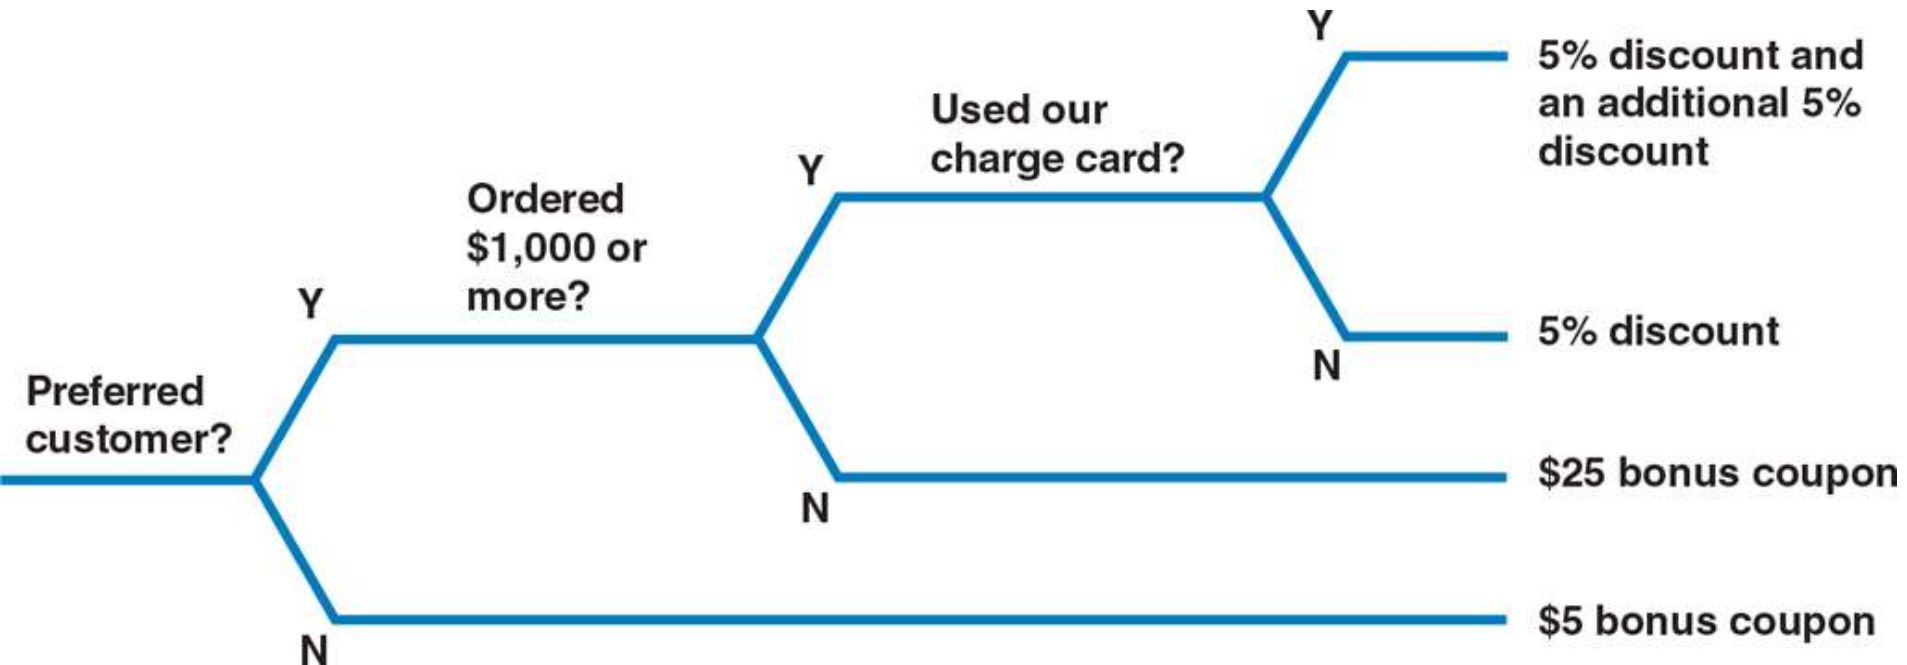 Y
5% discount and
an additional 5%
discount
Used our
charge card?
Y
Ordered
$1,000 or
more?
Y
5% discount
N
Preferred
customer?
$25 bonus coupon
N
$5 bonus coupon
N